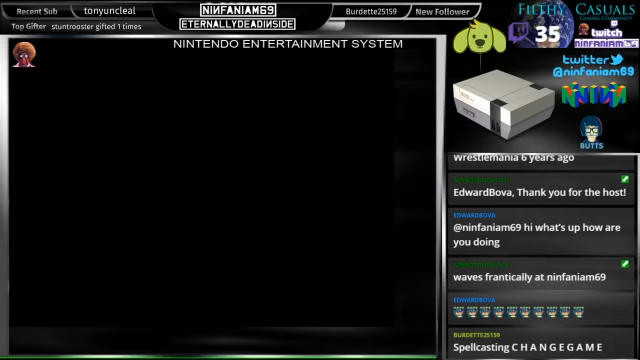 Recent Sub
tonyuncleal
NINFANIAM69
ETERNALLYDEADINSIDE
Burdette25159
New Follower
Top Gifter stuntrooster gifted 1 times
FILTHY CASUALS
GAMING COMMUNITY
35
twitch
NINFANIAM69
NINTENDO ENTERTAINMENT SYSTEM
twitter
@ninfaniam69
BUTTS
Wrestlemania 6 years ago
EdwardBova, Thank you for the host!
EDWARDBOVA
@ninfaniam69 hi what's up how are
you doing
waves frantically at ninfaniam69
EDWARDBOVA
BURDETTE25159
Spellcasting C H A N G E G A M E